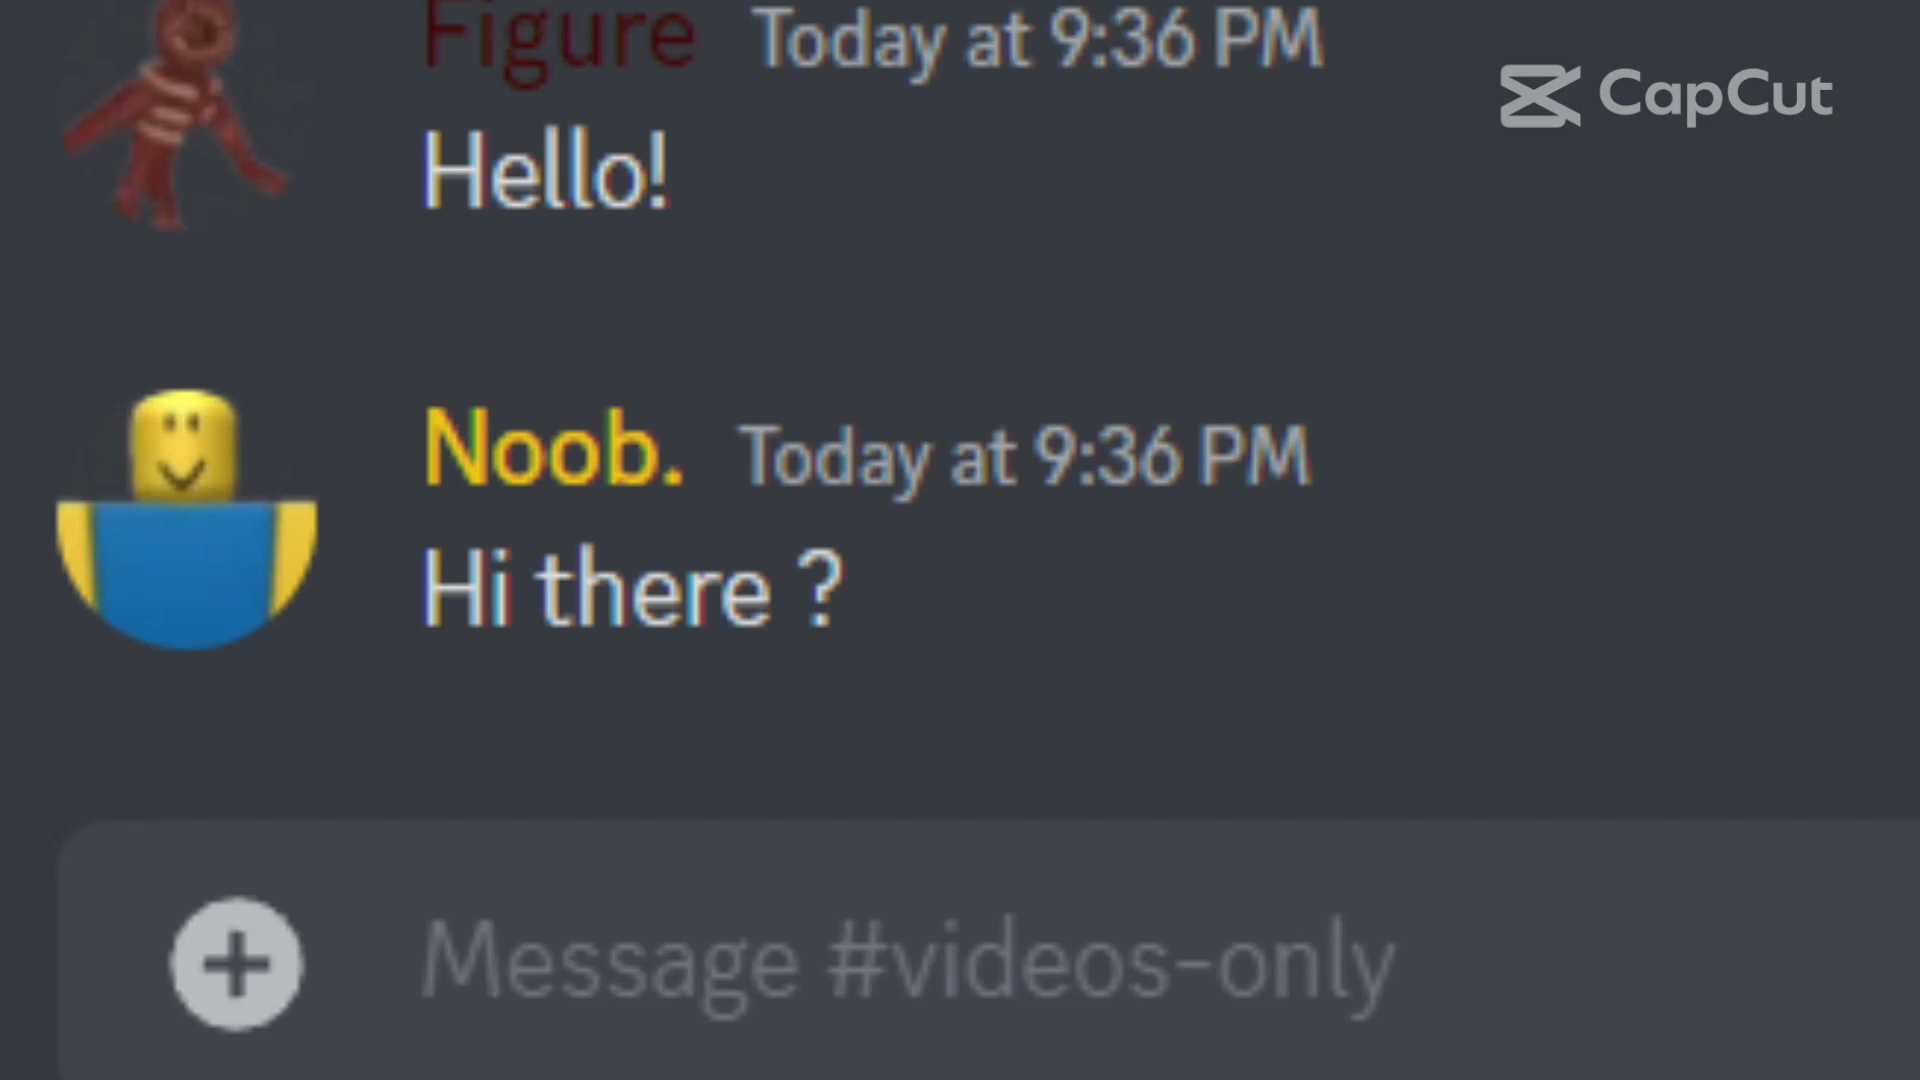 Figure Today at 9:36 PM
CapCut
Hello!
Noob. Today at 9:36 PM
Hi there ?
Message #videos-only